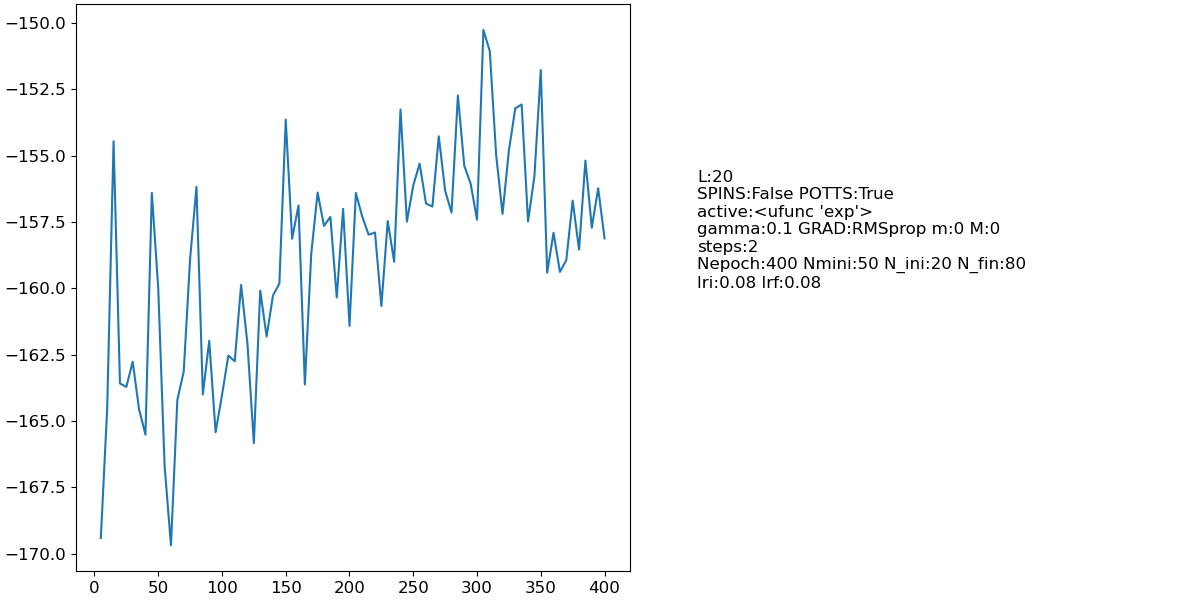 −150.0
−152.5
−155.0
−157.5
−160.0
−162.5
−165.0
−167.5
−170.0
0 50 100 150 200 250 300 350 400
L:20
SPINS:False POTTS:True
active:<ufunc 'exp'>
gamma:0.1 GRAD:RMSprop m:0 M:0
steps:2
Nepoch:400 Nmini:50 N_ini:20 N_fin:80
lri:0.08 lrf:0.08